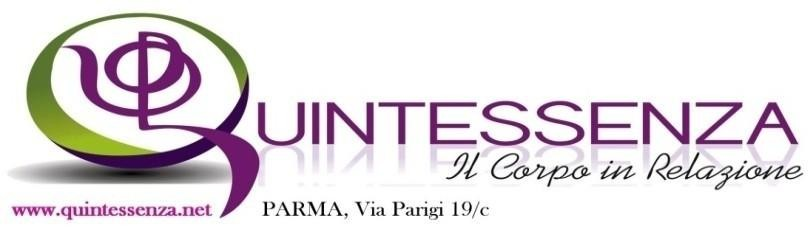 QUINTESSENZA
Il Corpo in Relazione
www.quintessenza.net PARMA, Via Parigi 19/c